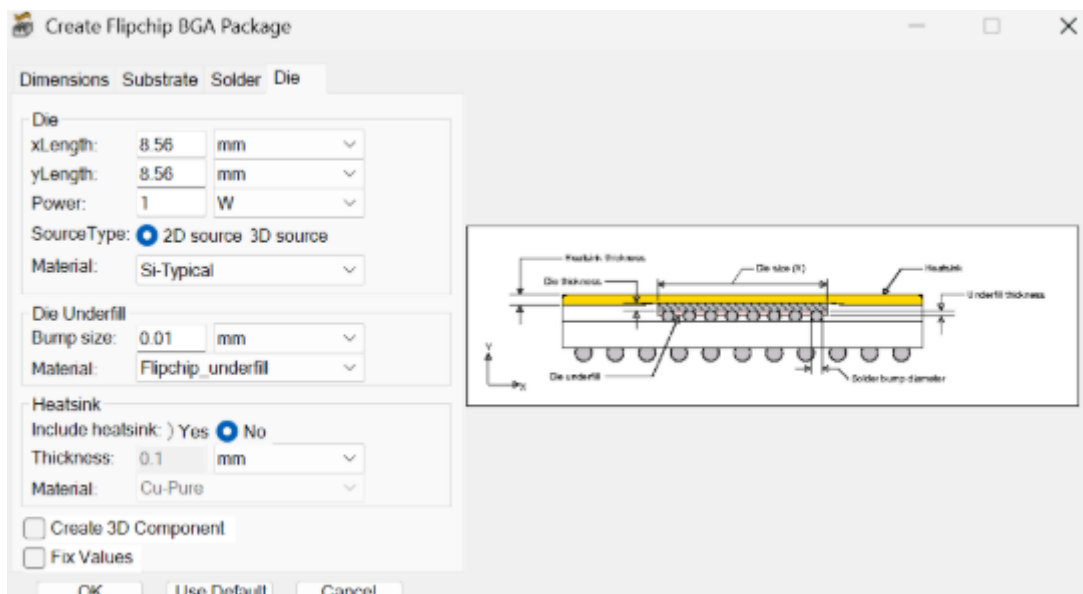 Create Flipchip BGA Package
Dimensions Substrate Solder Die
Die
xLength: 8.56 mm
yLength: 8.56 mm
Power: 1 W
SourceType: 2D source 3D source
Material: Si-Typical
Die Underfill
Bump size: 0.01 mm
Material: Flipchip_underfill
Heatsink
Include heatsink: ) Yes No
Thickness: 0.1 mm
Material: Cu-Pure
Create 3D Component
Fix Values
OK Use Default Cancel
Heatsink thickness
Die thickness
Die size (X)
Heatsink
Underfill thickness
Y
X
Die underfill
Solder bump diameter